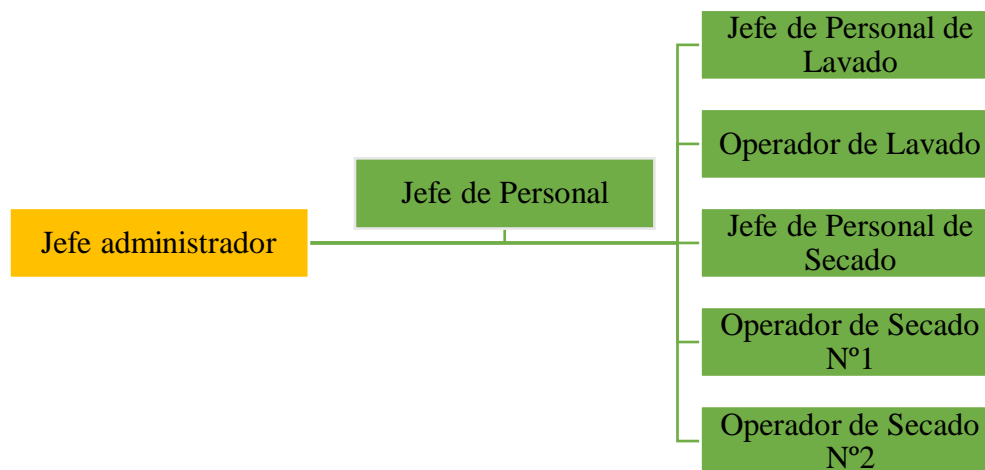 Jefe administrador
Jefe de Personal
Jefe de Personal de
Lavado
Operador de Lavado
Jefe de Personal de
Secado
Operador de Secado
Nº1
Operador de Secado
Nº2